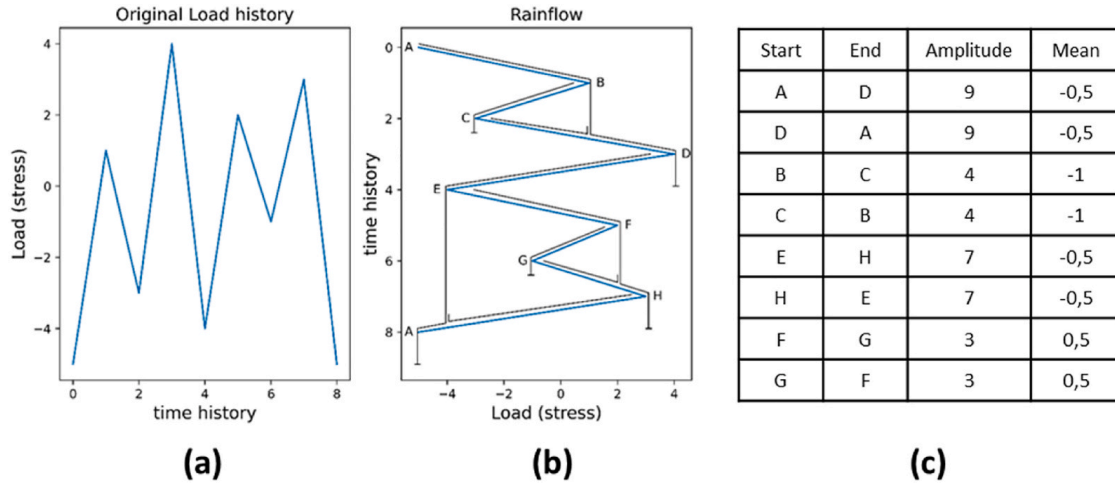 Original Load history
4
2
0
−2
−4
Load (stress)
0 2 4 6 8
time history
(a)
Rainflow
0
2
4
6
8
time history
A
B
C
D
E
F
G
H
A
−4 −2 0 2 4
Load (stress)
(b)
Start End Amplitude Mean
A D 9 -0,5
D A 9 -0,5
B C 4 -1
C B 4 -1
E H 7 -0,5
H E 7 -0,5
F G 3 0,5
G F 3 0,5
(c)